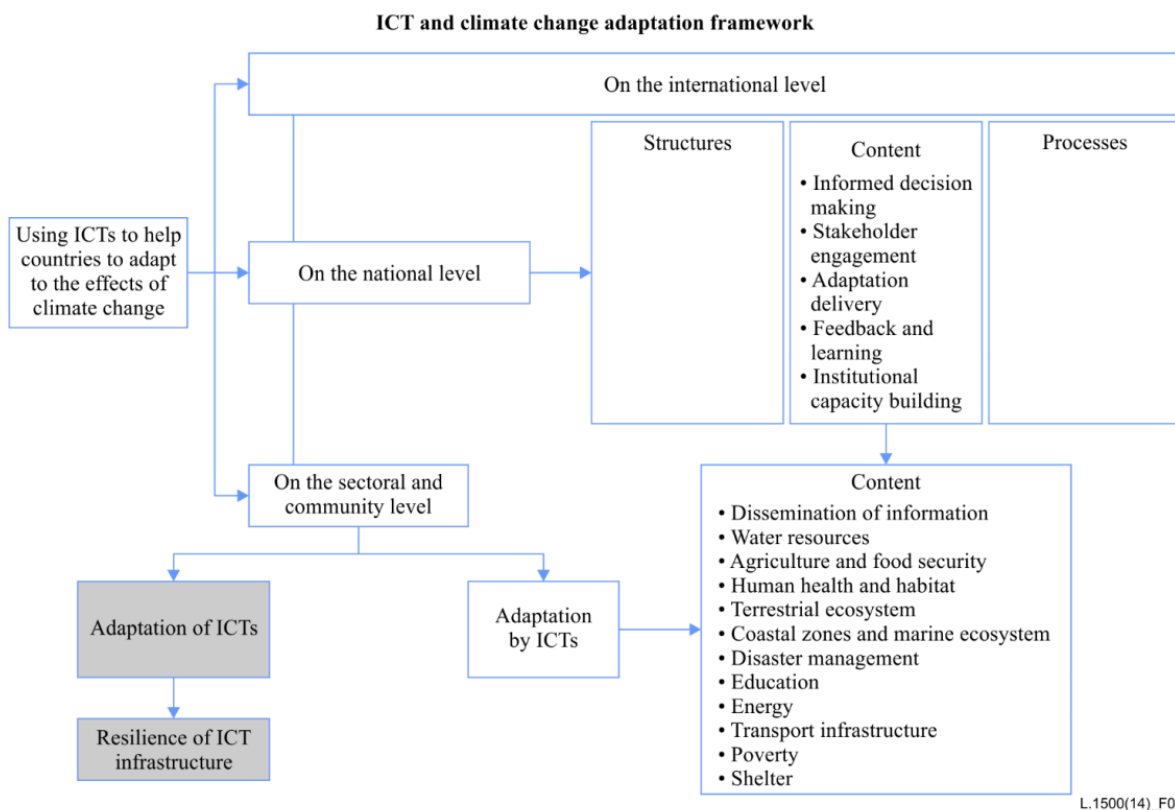 ICT and climate change adaptation framework
On the international level
Structures
Content
• Informed decision
making
• Stakeholder
engagement
• Adaptation
delivery
• Feedback and
learning
• Institutional
capacity building
Processes
Using ICTs to help
countries to adapt
to the effects of
climate change
On the national level
On the sectoral and
community level
Adaptation of ICTs
Resilience of ICT
infrastructure
Adaptation
by ICTs
Content
• Dissemination of information
• Water resources
• Agriculture and food security
• Human health and habitat
• Terrestrial ecosystem
• Coastal zones and marine ecosystem
• Disaster management
• Education
• Energy
• Transport infrastructure
• Poverty
• Shelter
L.1500(14)_F0